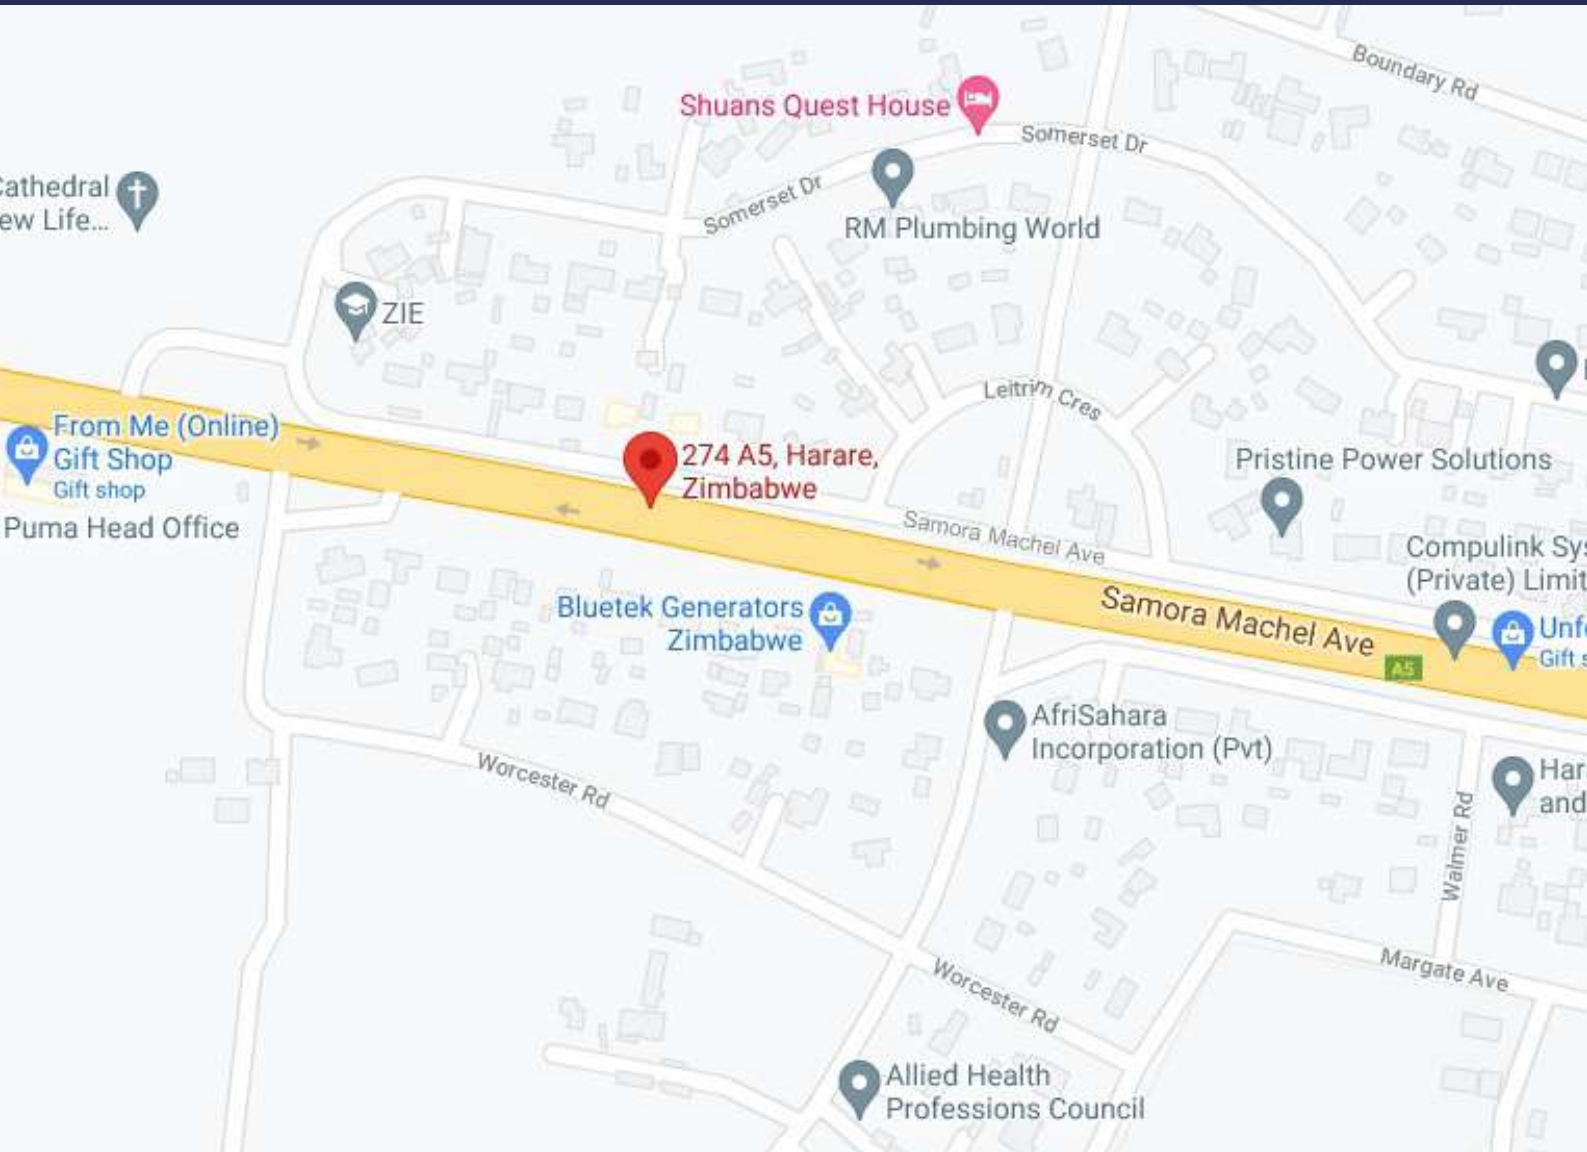 Boundary Rd
Shuans Quest House
Somerset Dr
Cathedral
ew Life...
Somerset Dr
RM Plumbing World
ZIE
Leitrim Cres
From Me (Online)
Gift Shop
Gift shop
274 A5, Harare,
Zimbabwe
Pristine Power Solutions
Puma Head Office
Samora Machel Ave
Compulink Sys
(Private) Limit
Bluetek Generators
Zimbabwe
Samora Machel Ave
A5
Unf
Gift s
AfriSahara
Incorporation (Pvt)
Worcester Rd
Har
and
Walmer Rd
Worcester Rd
Margate Ave
Allied Health
Professions Council